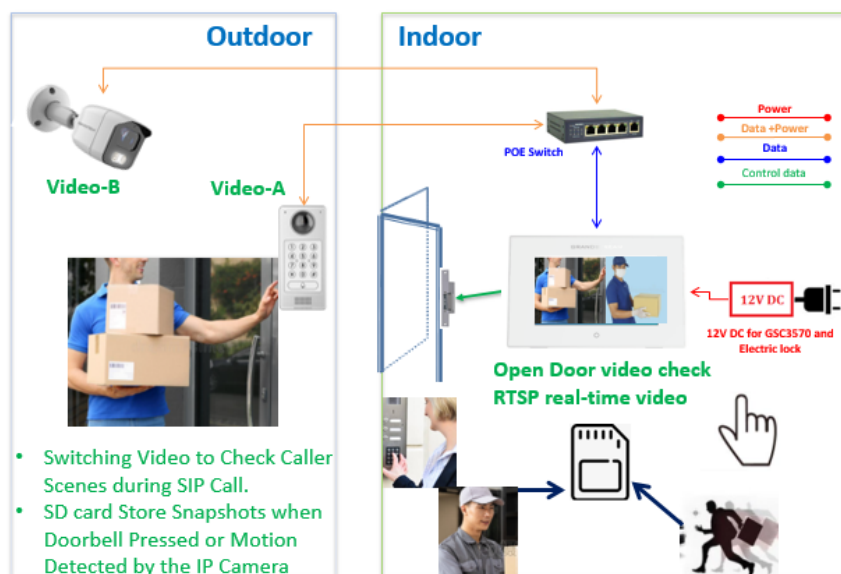 Outdoor
Indoor
Power
Data +Power
Data
Control data
POE Switch
Video-B
Video-A
12V DC
12V DC for GSC3570 and
Electric lock
Open Door video check
RTSP real-time video
• Switching Video to Check Caller
Scenes during SIP Call.
• SD card Store Snapshots when
Doorbell Pressed or Motion
Detected by the IP Camera